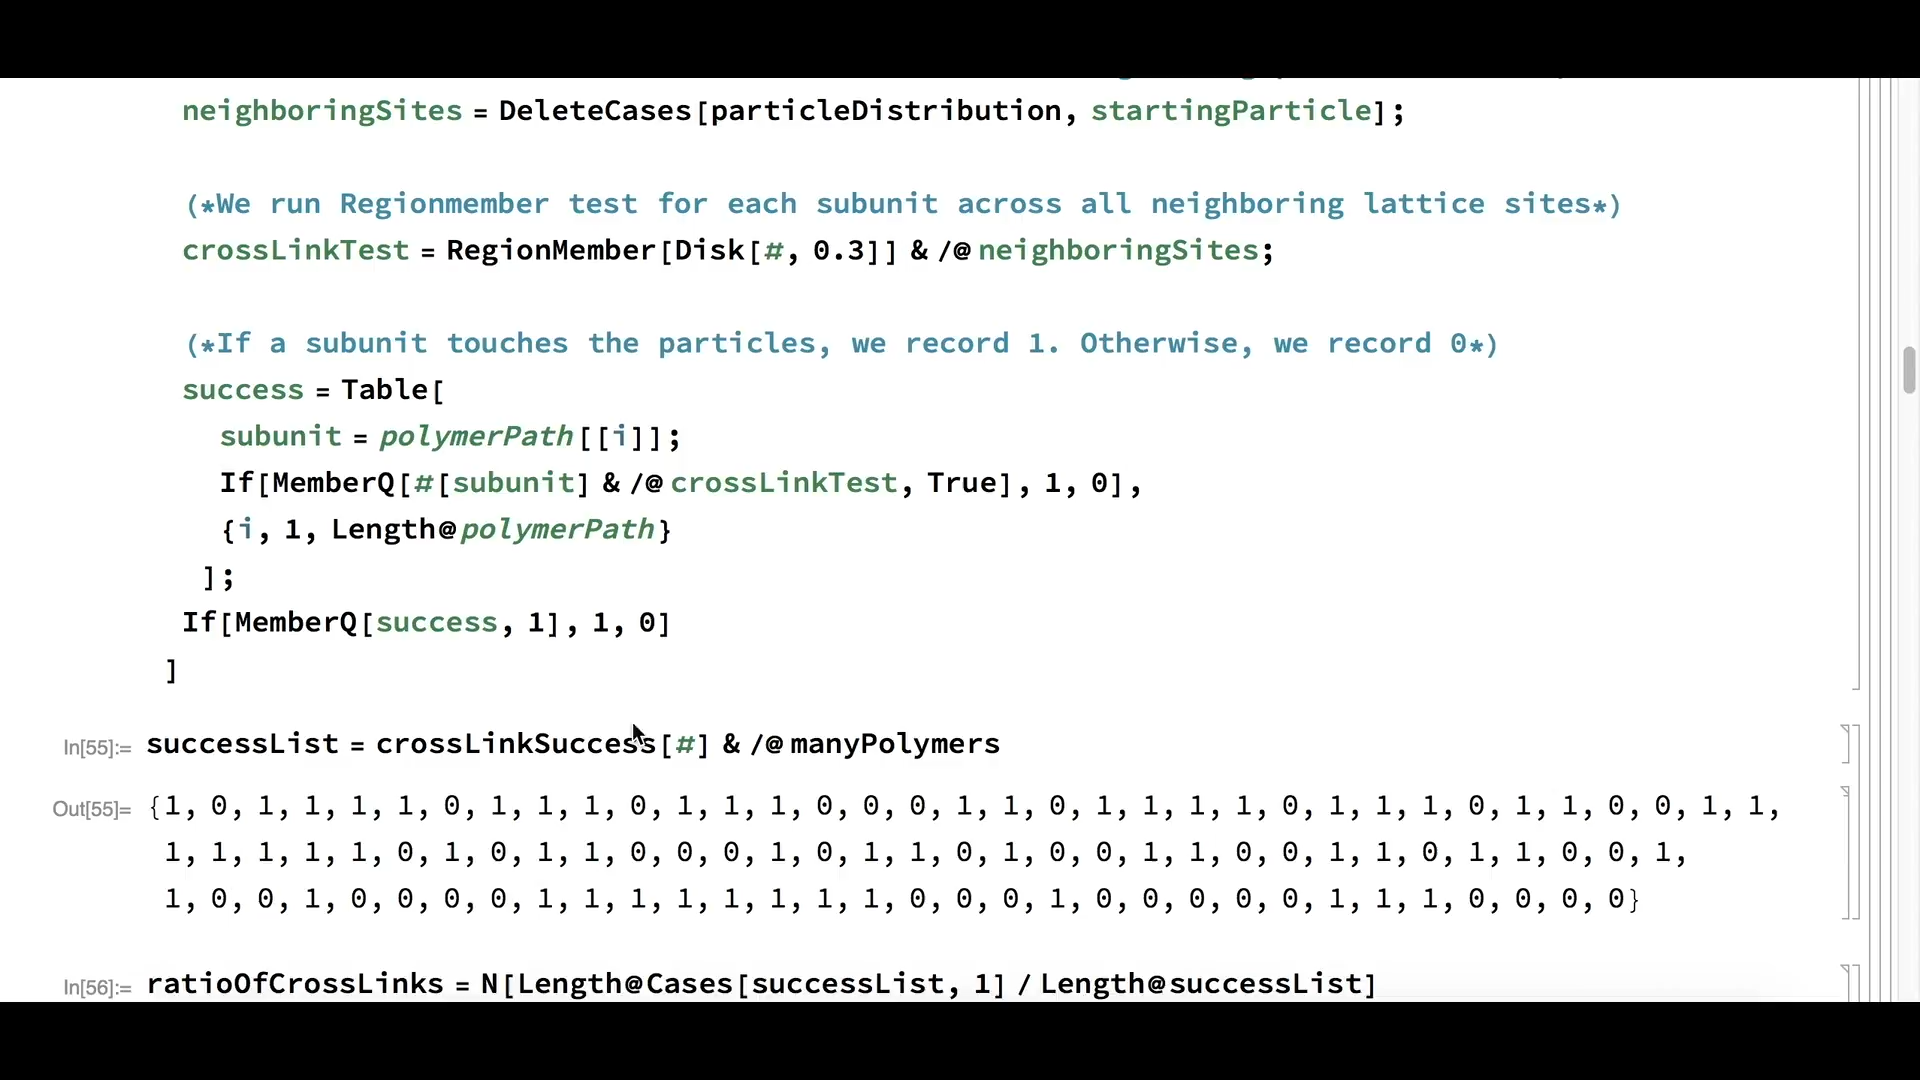 neighboringSites = DeleteCases[particleDistribution, startingParticle];
(*We run Regionmember test for each subunit across all neighboring lattice sites*)
crossLinkTest = RegionMember[Disk[#, 0.3]] & /@ neighboringSites;
(*If a subunit touches the particles, we record 1. Otherwise, we record 0*)
success = Table[
subunit = polymerPath[[i]];
If[MemberQ[#[subunit] & /@ crossLinkTest, True], 1, 0],
{i, 1, Length@polymerPath}
];
If[MemberQ[success, 1], 1, 0]
]
In[55]:= successList = crossLinkSuccess[#] & /@ manyPolymers
Out[55]= {1, 0, 1, 1, 1, 1, 0, 1, 1, 1, 0, 1, 1, 1, 0, 0, 0, 1, 1, 0, 1, 1, 1, 1, 0, 1, 1, 1, 0, 1, 1, 0, 0, 1, 1,
1, 1, 1, 1, 1, 0, 1, 0, 1, 1, 0, 0, 0, 1, 0, 1, 1, 0, 1, 0, 0, 1, 1, 0, 0, 1, 1, 0, 1, 1, 0, 0, 1,
1, 0, 0, 1, 0, 0, 0, 0, 1, 1, 1, 1, 1, 1, 1, 1, 0, 0, 0, 1, 0, 0, 0, 0, 0, 1, 1, 1, 0, 0, 0, 0}
In[56]:= ratioOfCrossLinks = N[Length@Cases[successList, 1] / Length@successList]